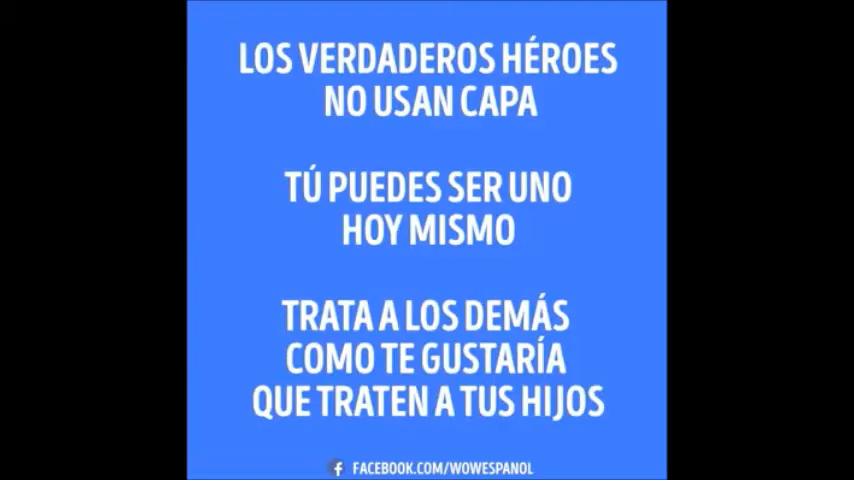 LOS VERDADEROS HÉROES
NO USAN CAPA
TÚ PUEDES SER UNO
HOY MISMO
TRATA A LOS DEMÁS
COMO TE GUSTARÍA
QUE TRATEN A TUS HIJOS
FACEBOOK.COM/WOWESPANOL